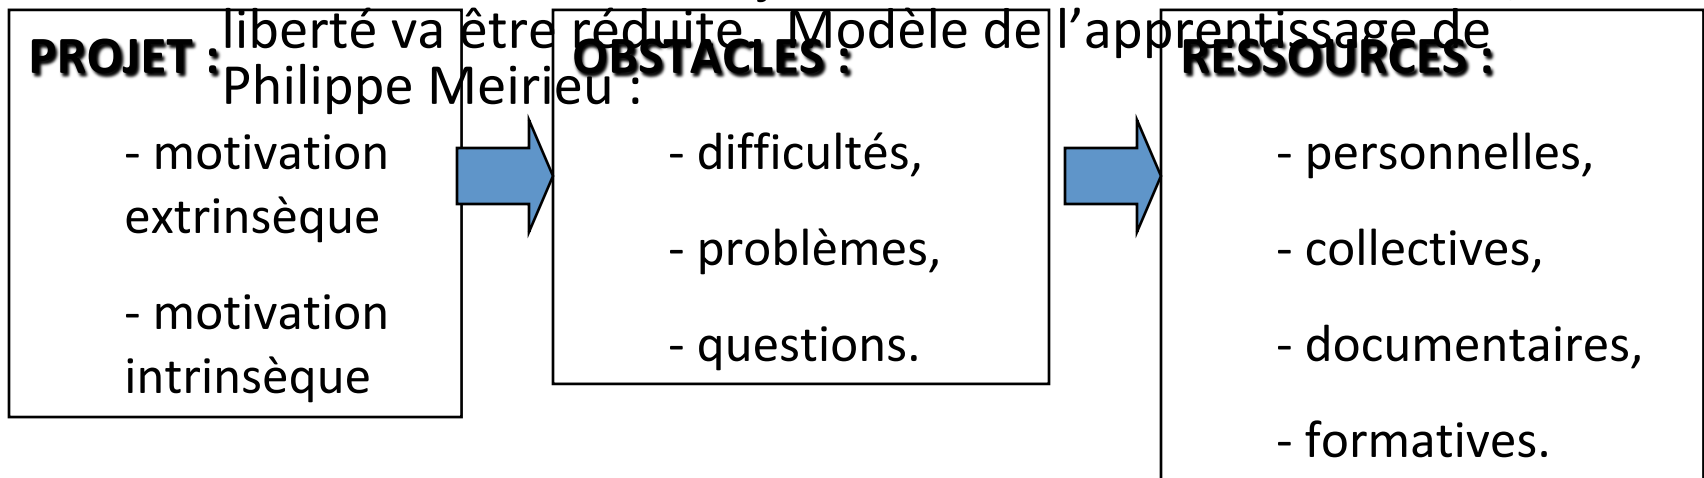 liberté va être réduite. Modèle de l’apprentissage de
Philippe Meirieu :
PROJET :
- motivation
extrinsèque
- motivation
intrinsèque
OBSTACLES :
- difficultés,
- problèmes,
- questions.
RESSOURCES :
- personnelles,
- collectives,
- documentaires,
- formatives.